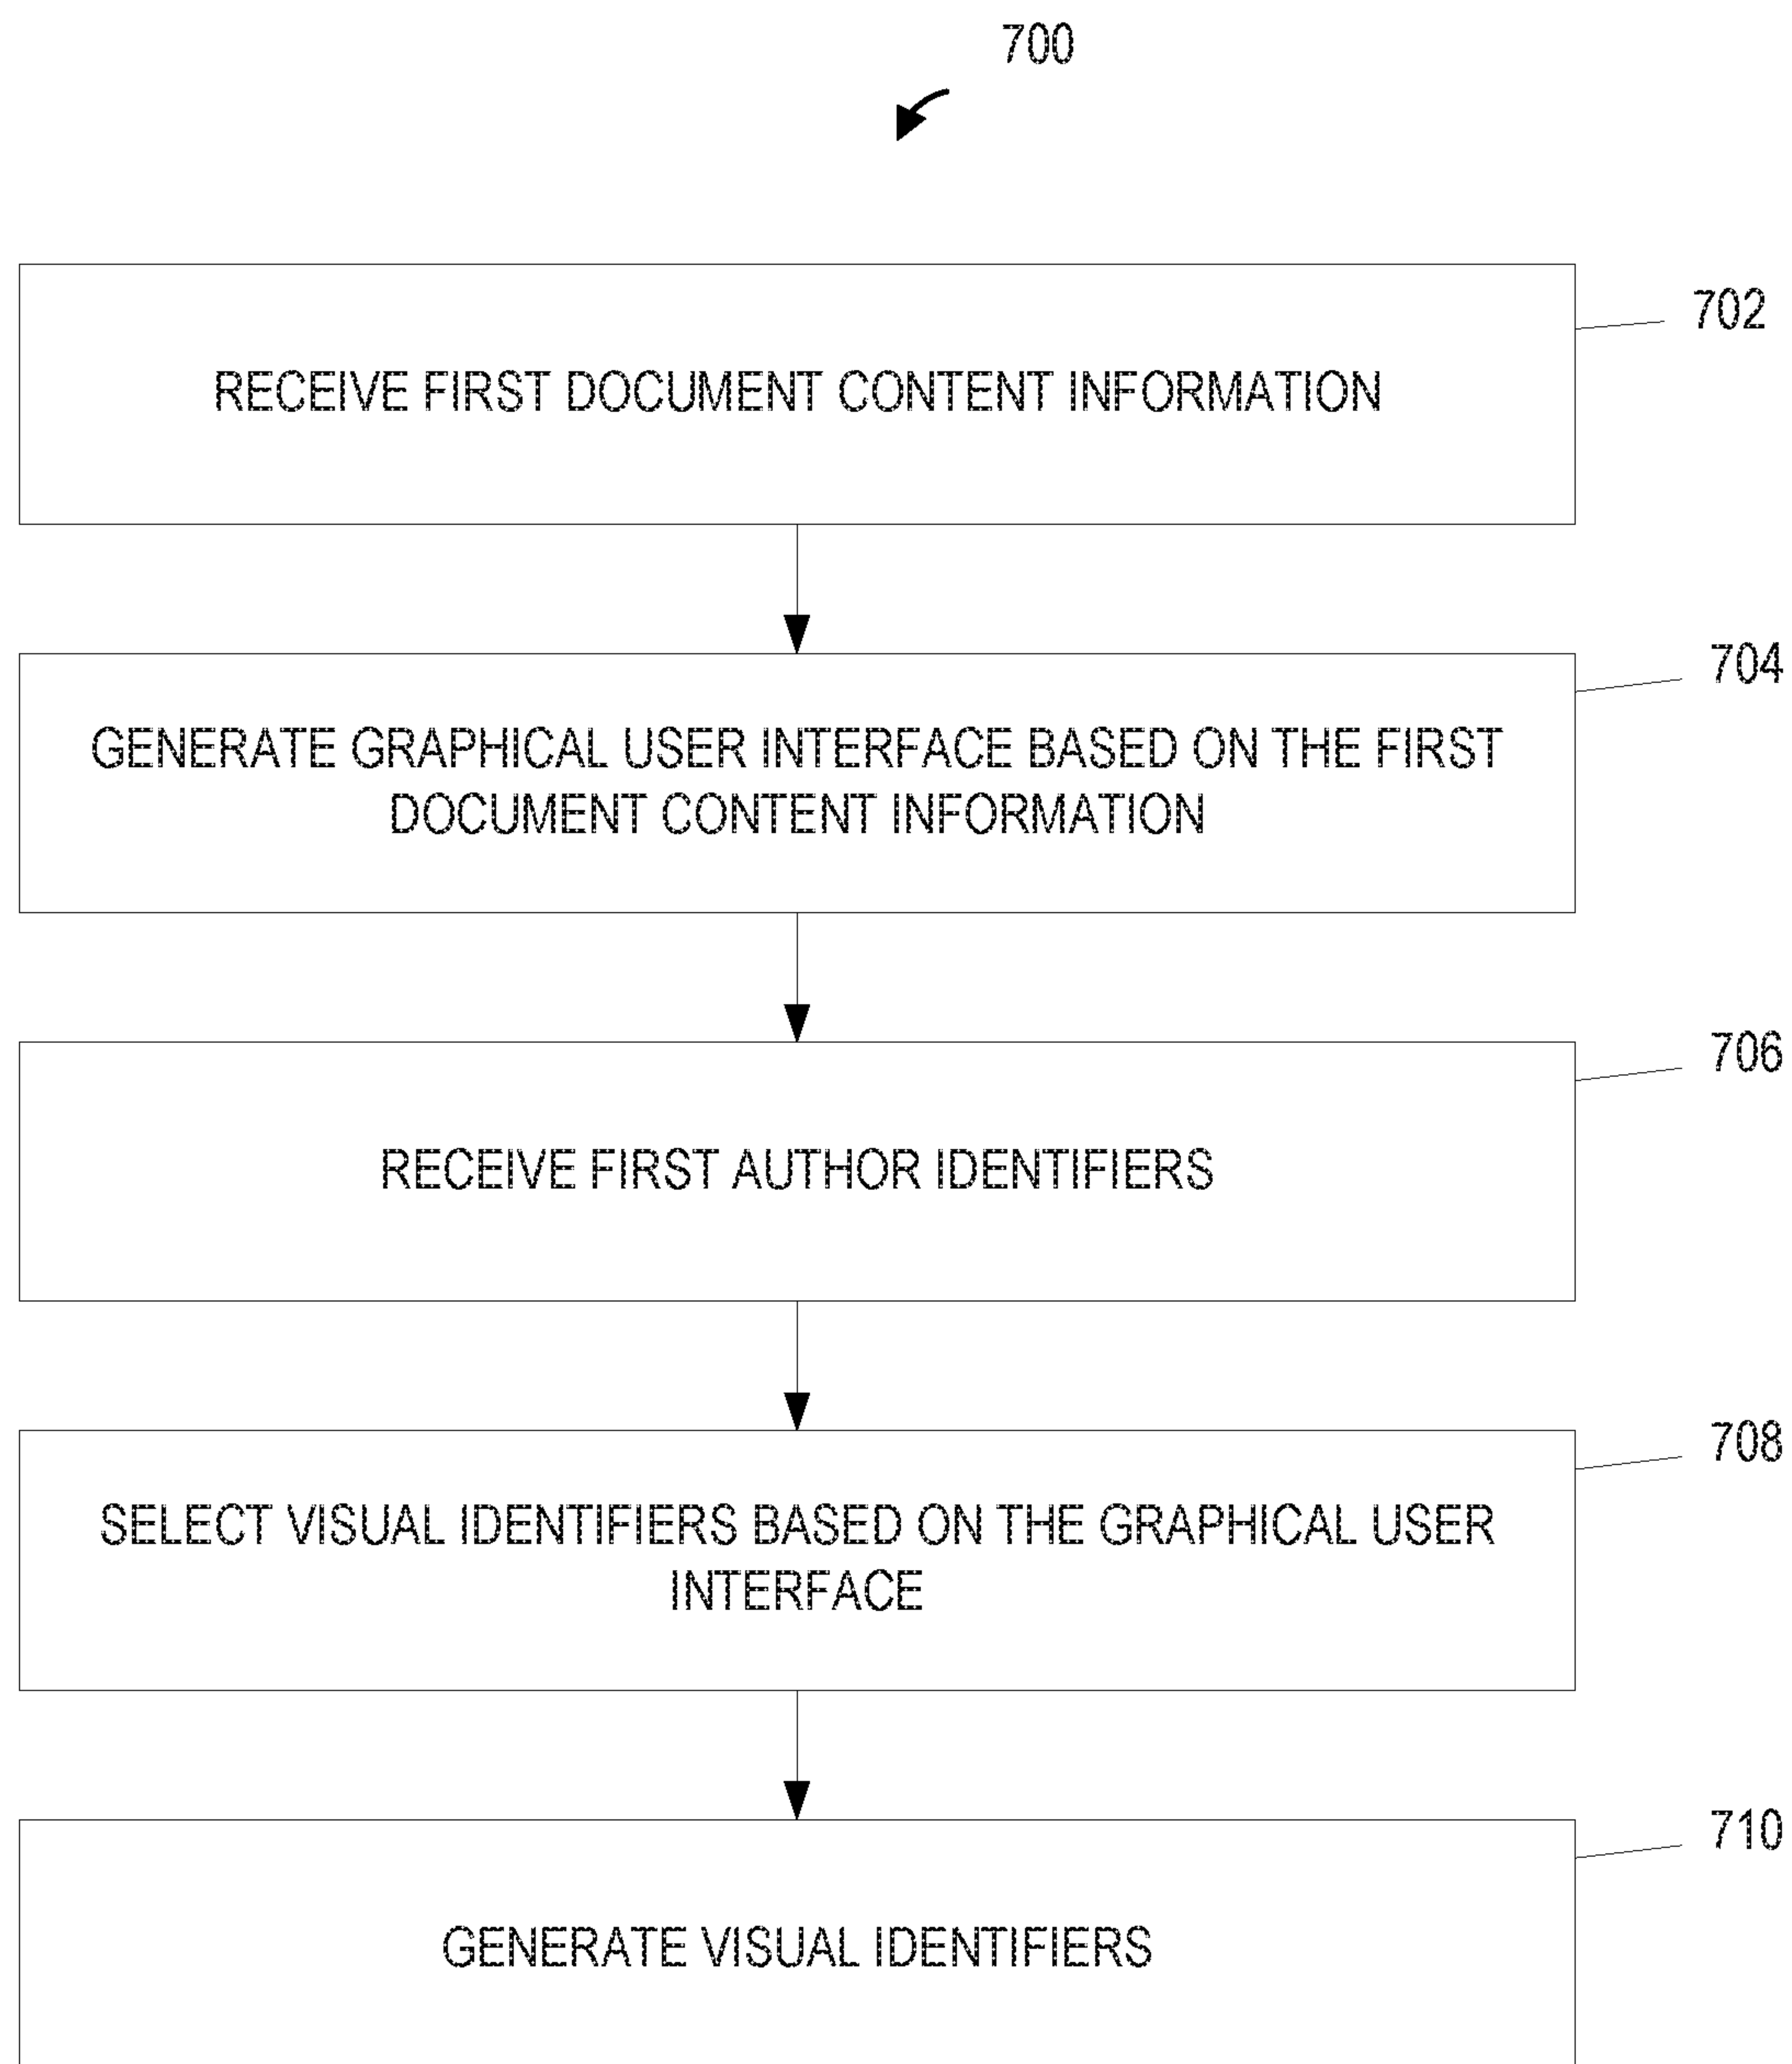 700
702
RECEIVE FIRST DOCUMENT CONTENT INFORMATION
704
GENERATE GRAPHICAL USER INTERFACE BASED ON THE FIRST
DOCUMENT CONTENT INFORMATION
706
RECEIVE FIRST AUTHOR IDENTIFIERS
708
SELECT VISUAL IDENTIFIERS BASED ON THE GRAPHICAL USER
INTERFACE
710
GENERATE VISUAL IDENTIFIERS